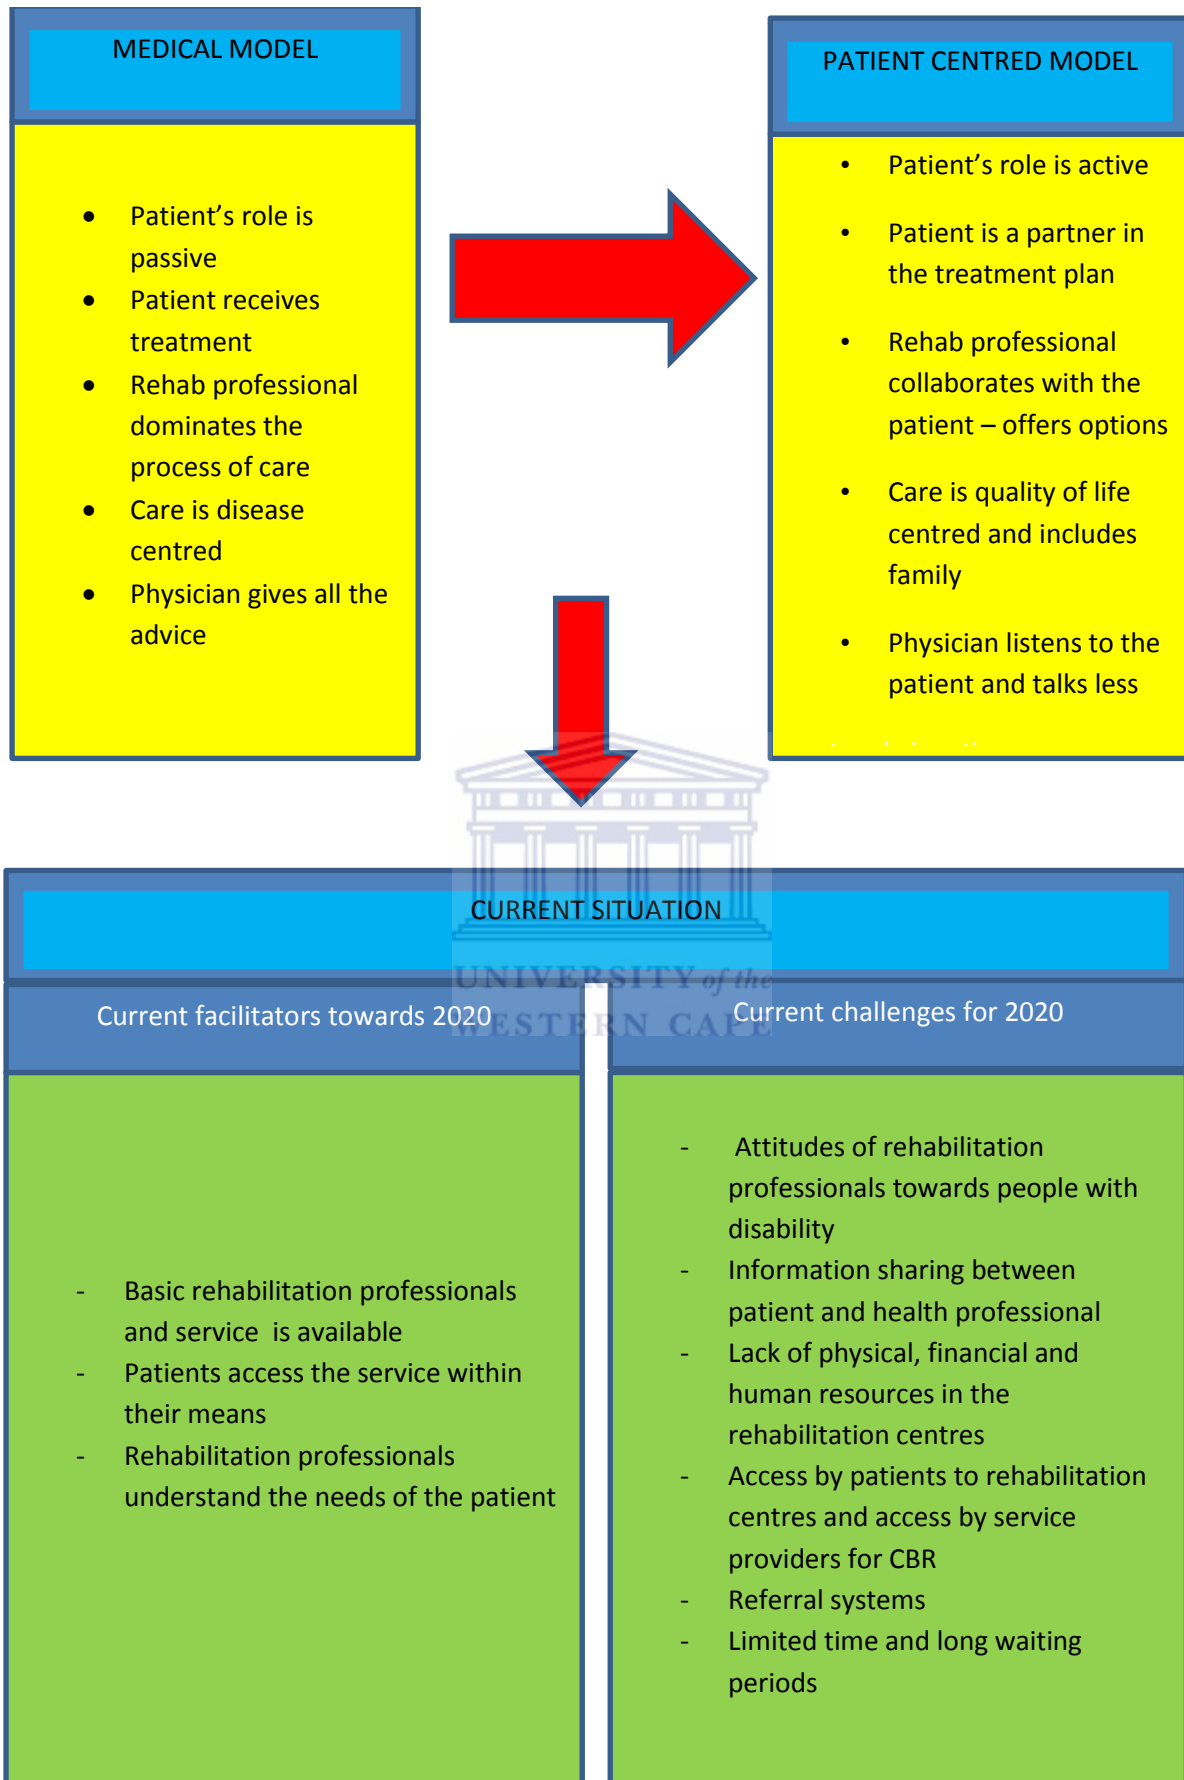 MEDICAL MODEL
• Patient's role is
passive
• Patient receives
treatment
• Rehab professional
dominates the
process of care
• Care is disease
centred
• Physician gives all the
advice
PATIENT CENTRED MODEL
• Patient's role is active
• Patient is a partner in
the treatment plan
• Rehab professional
collaborates with the
patient – offers options
• Care is quality of life
centred and includes
family
• Physician listens to the
patient and talks less
CURRENT SITUATION
UNIVERSITY of the
WESTERN CAPE
Current facilitators towards 2020
- Basic rehabilitation professionals
and service is available
- Patients access the service within
their means
- Rehabilitation professionals
understand the needs of the patient
Current challenges for 2020
- Attitudes of rehabilitation
professionals towards people with
disability
- Information sharing between
patient and health professional
- Lack of physical, financial and
human resources in the
rehabilitation centres
- Access by patients to rehabilitation
centres and access by service
providers for CBR
- Referral systems
- Limited time and long waiting
periods